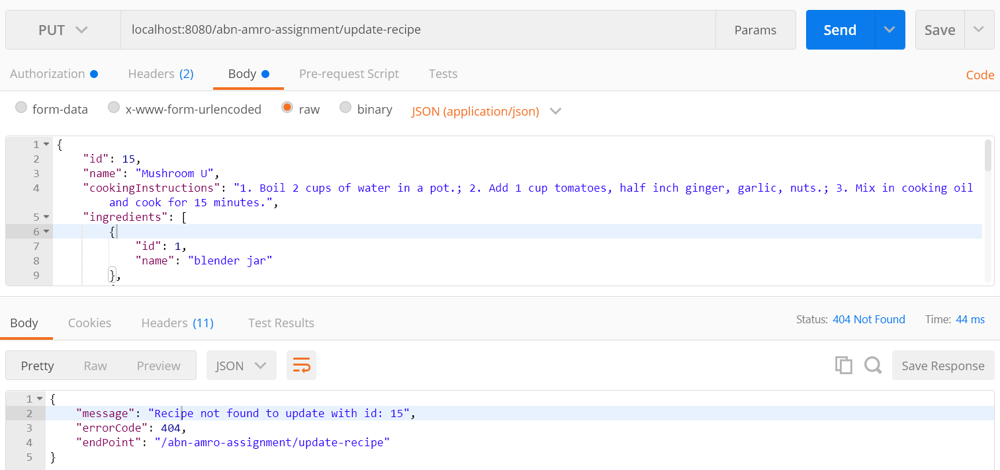 PUT localhost:8080/abn-amro-assignment/update-recipe Params Send Save
Authorization Headers (2) Body Pre-request Script Tests Code
form-data x-www-form-urlencoded raw binary JSON (application/json)
1 {
2 "id": 15,
3 "name": "Mushroom U",
4 "cookingInstructions": "1. Boil 2 cups of water in a pot.; 2. Add 1 cup tomatoes, half inch ginger, garlic, nuts.; 3. Mix in cooking oil
and cook for 15 minutes.",
5 "ingredients": [
6 {
7 "id": 1,
8 "name": "blender jar"
9 },
Body Cookies Headers (11) Test Results Status: 404 Not Found Time: 44 ms
Pretty Raw Preview JSON Save Response
1 {
2 "message": "Recipe not found to update with id: 15",
3 "errorCode": 404,
4 "endPoint": "/abn-amro-assignment/update-recipe"
5 }